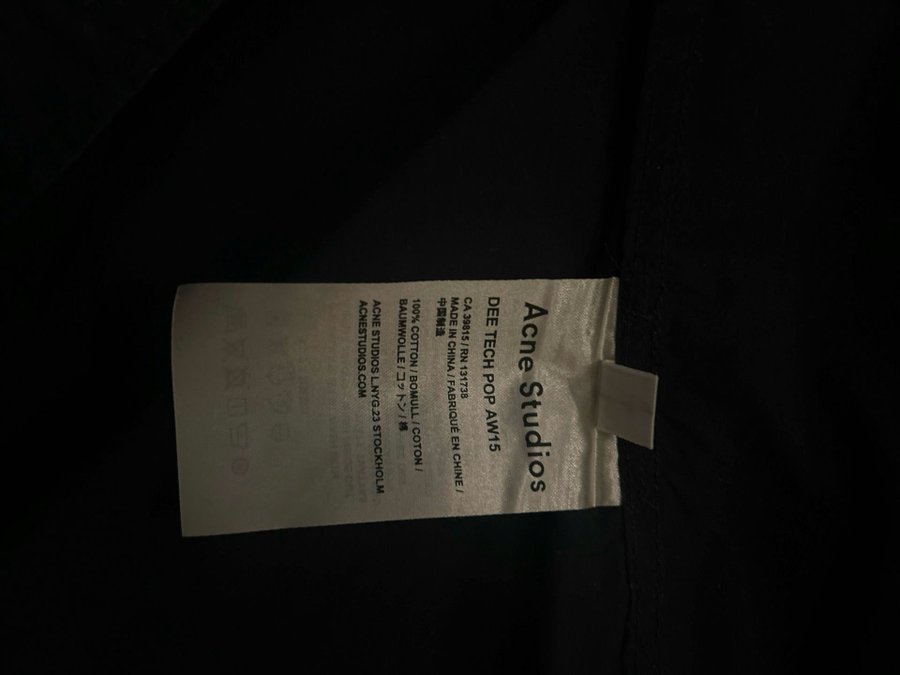 Acne Studios
DEE TECH POP AW15
CA 39815 / RN 131738
MADE IN CHINA / FABRIQUÉ EN CHINE /
中国制造
100% COTTON / BOMULL / COTON /
BAUMWOLLE / コットン / 棉
ACNE STUDIOS L.NYG.23 STOCKHOLM
ACNESTUDIOS.COM